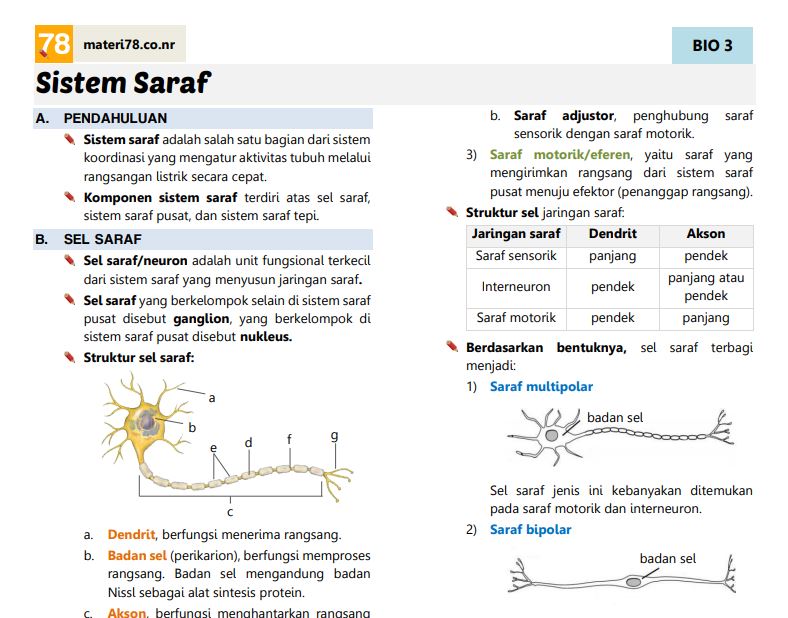 78 materi78.co.nr
BIO 3
Sistem Saraf
A. PENDAHULUAN
Sistem saraf adalah salah satu bagian dari sistem
koordinasi yang mengatur aktivitas tubuh melalui
rangsangan listrik secara cepat.
Komponen sistem saraf terdiri atas sel saraf,
sistem saraf pusat, dan sistem saraf tepi.
B. SEL SARAF
Sel saraf/neuron adalah unit fungsional terkecil
dari sistem saraf yang menyusun jaringan saraf.
Sel saraf yang berkelompok selain di sistem saraf
pusat disebut ganglion, yang berkelompok di
sistem saraf pusat disebut nukleus.
Struktur sel saraf:
a
b
e d f g
c
a. Dendrit, berfungsi menerima rangsang.
b. Badan sel (perikarion), berfungsi memproses
rangsang. Badan sel mengandung badan
Nissl sebagai alat sintesis protein.
c. Akson, berfungsi menghantarkan rangsang
b. Saraf adjustor, penghubung saraf
sensorik dengan saraf motorik.
3) Saraf motorik/eferen, yaitu saraf yang
mengirimkan rangsang dari sistem saraf
pusat menuju efektor (penanggap rangsang).
Struktur sel jaringan saraf:
Jaringan saraf Dendrit Akson
Saraf sensorik panjang pendek
Interneuron pendek panjang atau
pendek
Saraf motorik pendek panjang
Berdasarkan bentuknya, sel saraf terbagi
menjadi:
1) Saraf multipolar
badan sel
Sel saraf jenis ini kebanyakan ditemukan
pada saraf motorik dan interneuron.
2) Saraf bipolar
badan sel